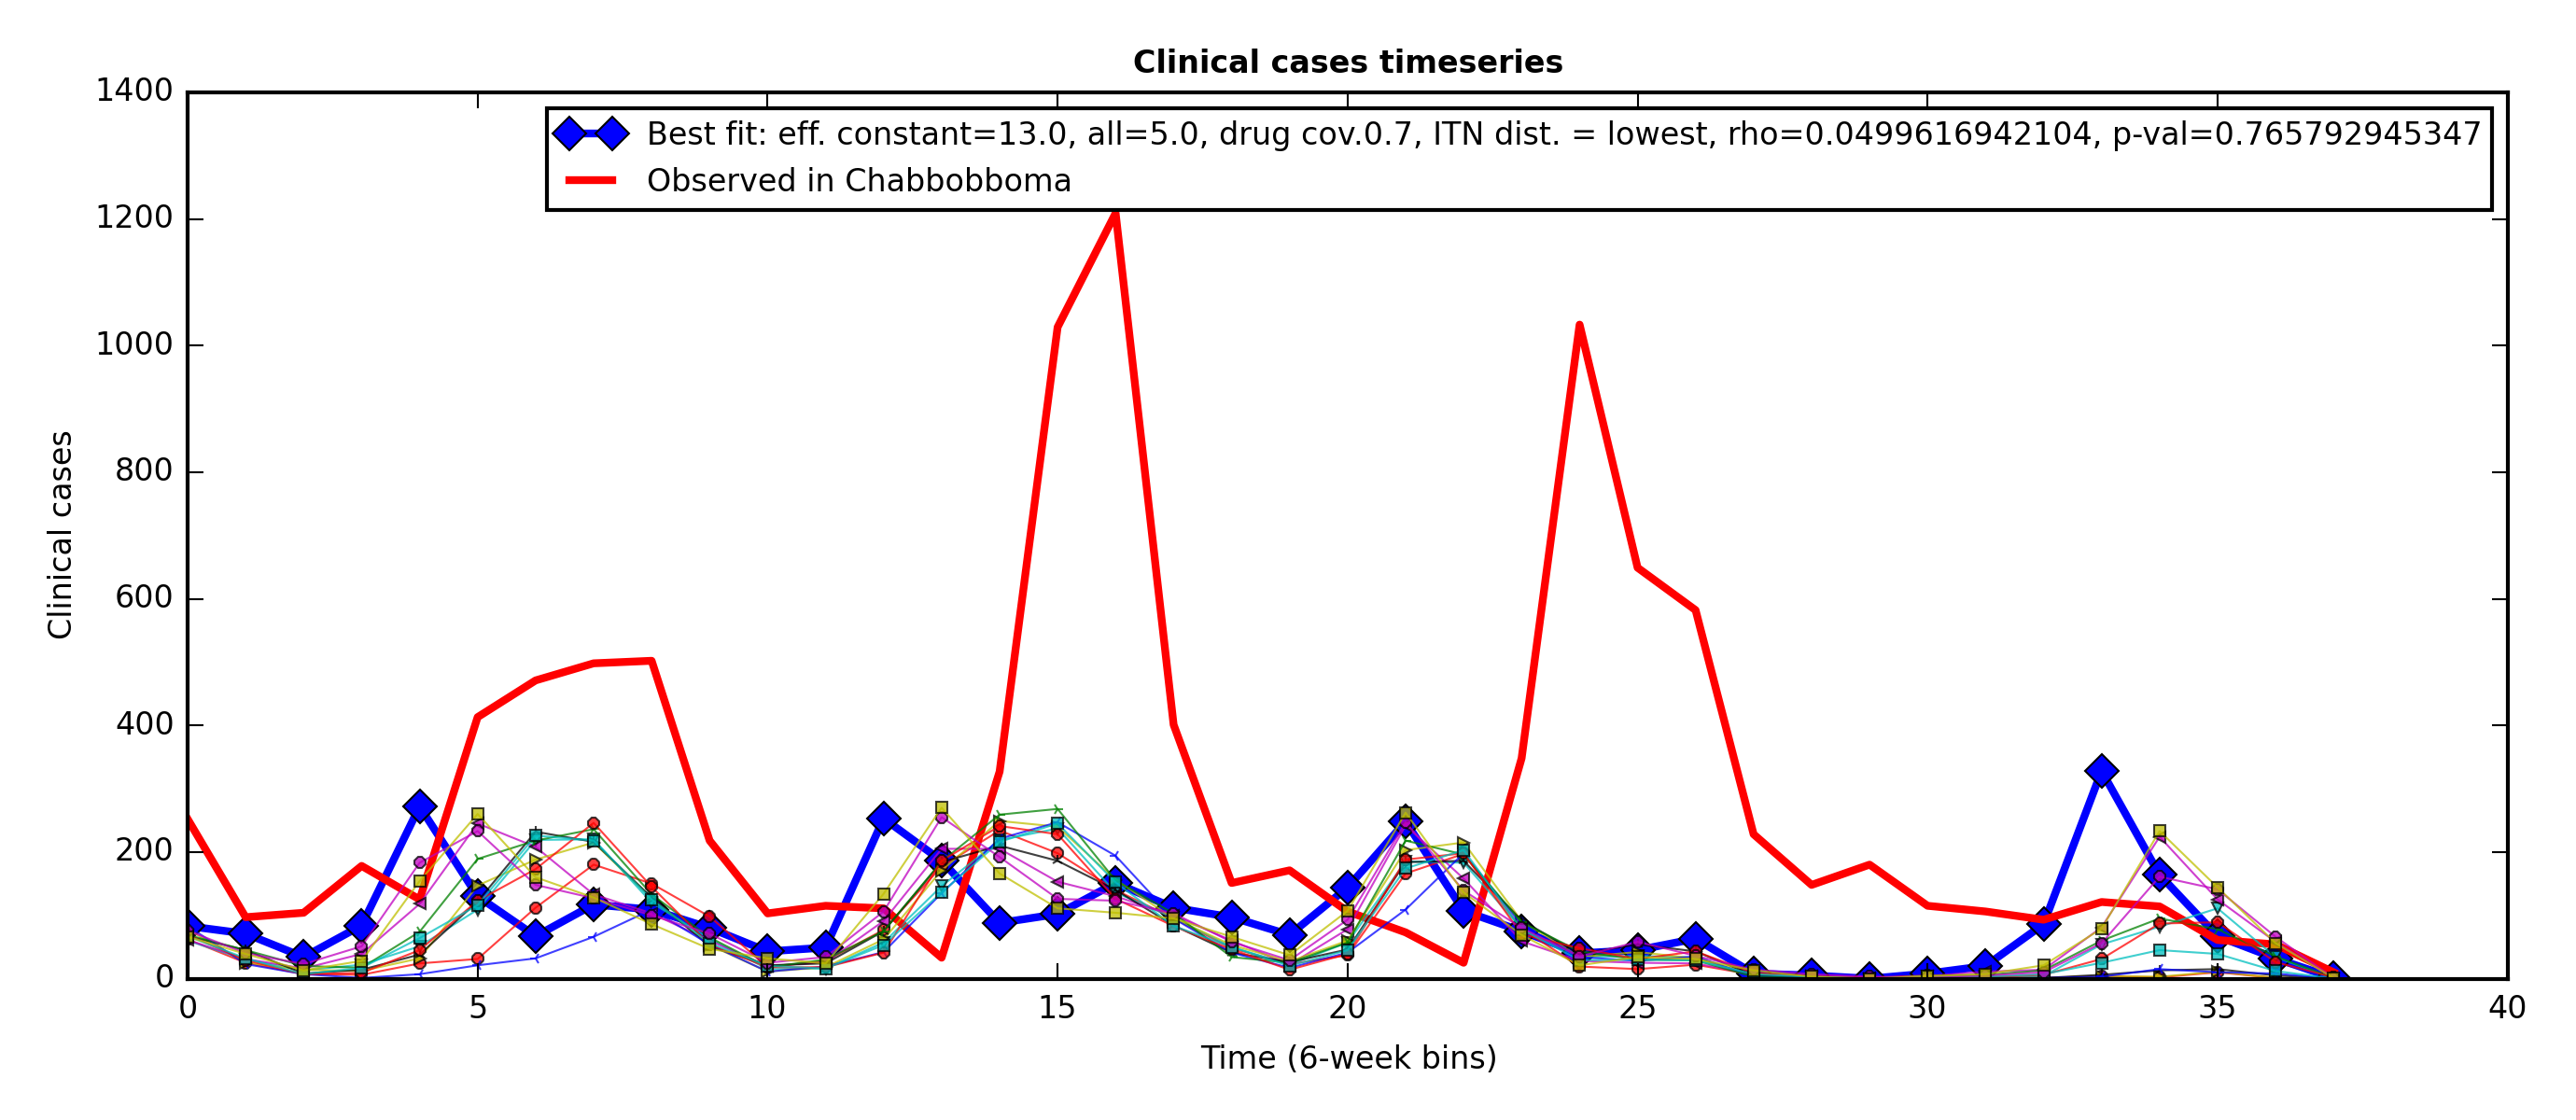 Clinical cases timeseries
1400
1200
1000
800
600
400
200
0
Clinical cases
Best fit: eff. constant=13.0, all=5.0, drug cov.0.7, ITN dist. = lowest, rho=0.0499616942104, p-val=0.765792945347
Observed in Chabbobboma
0 5 10 15 20 25 30 35 40
Time (6-week bins)